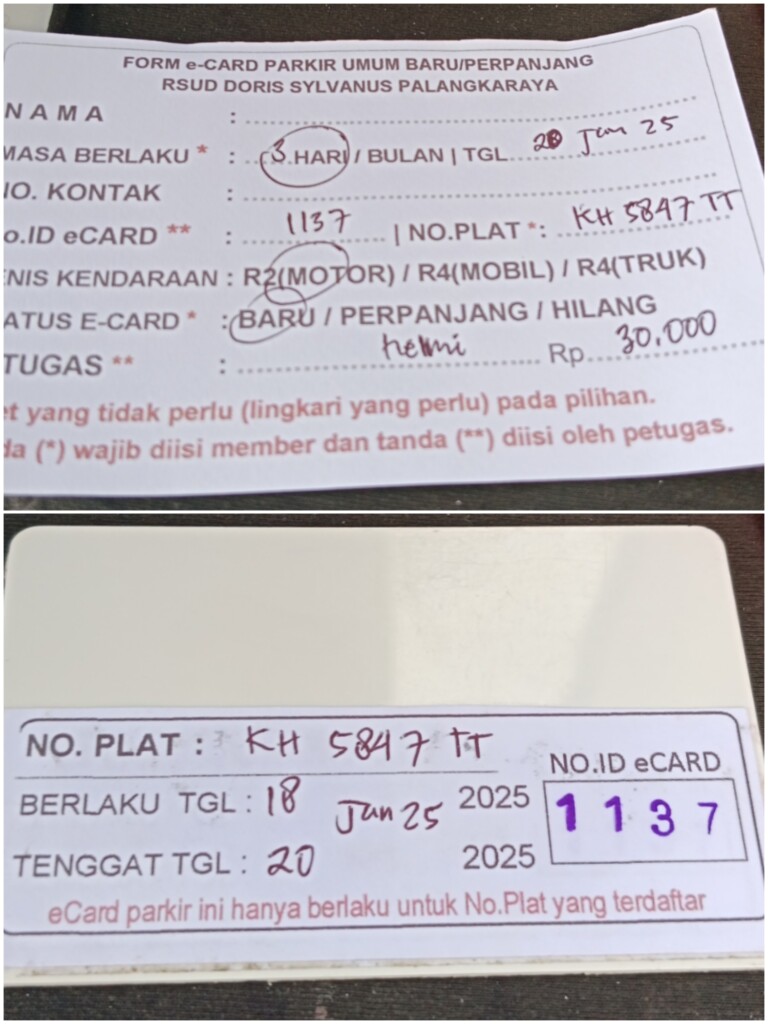 FORM e-CARD PARKIR UMUM BARU/PERPANJANG
RSUD DORIS SYLVANUS PALANGKARAYA
NAMA :
MASA BERLAKU * : 3 HARI / BULAN | TGL 20 Jan 25
NO. KONTAK :
o.ID eCARD ** : 1137 | NO.PLAT *: KH 5847 TT
NIS KENDARAAN : R2(MOTOR) / R4(MOBIL) / R4(TRUK)
ATUS E-CARD * : BARU / PERPANJANG / HILANG
TUGAS ** : helmi Rp. 30.000
et yang tidak perlu (lingkari yang perlu) pada pilihan.
da (*) wajib diisi member dan tanda (**) diisi oleh petugas.
NO. PLAT : KH 5847 TT
NO.ID eCARD
BERLAKU TGL : 18 Jan 25 2025
1137
TENGGAT TGL : 20 2025
eCard parkir ini hanya berlaku untuk No.Plat yang terdaftar